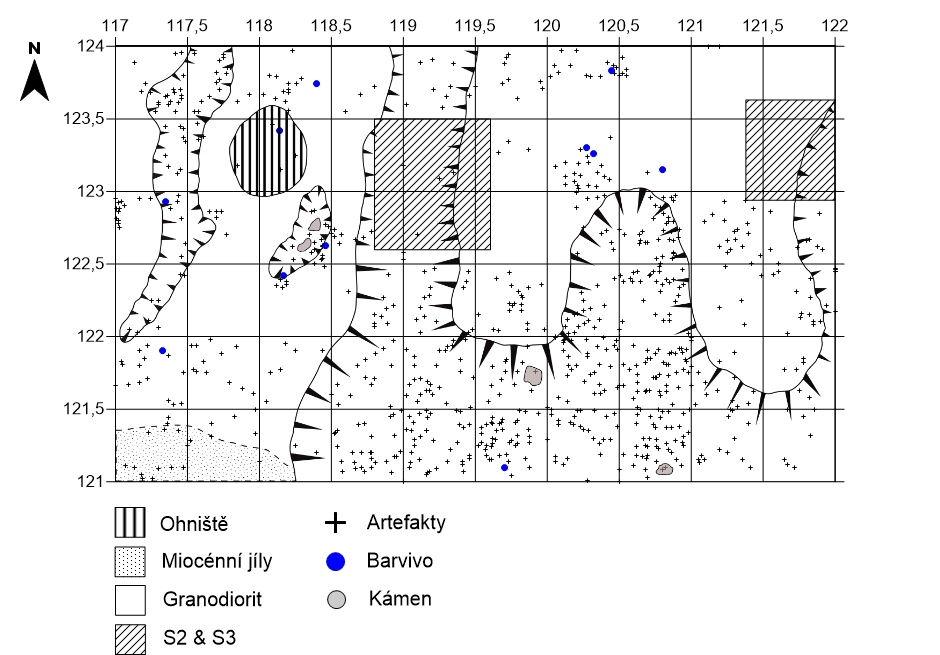 117 117,5 118 118,5 119 119,5 120 120,5 121 121,5 122
N
124
123,5
123
122,5
122
121,5
121
Ohniště
Artefakty
Miocénní jíly
Barvivo
Granodiorit
Kámen
S2 & S3